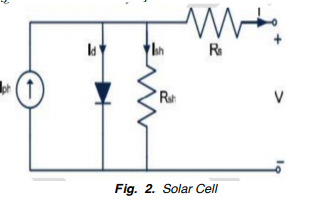 I
Id
Ish
Rs
+
Iph
Rsh
V
-
Fig. 2. Solar Cell